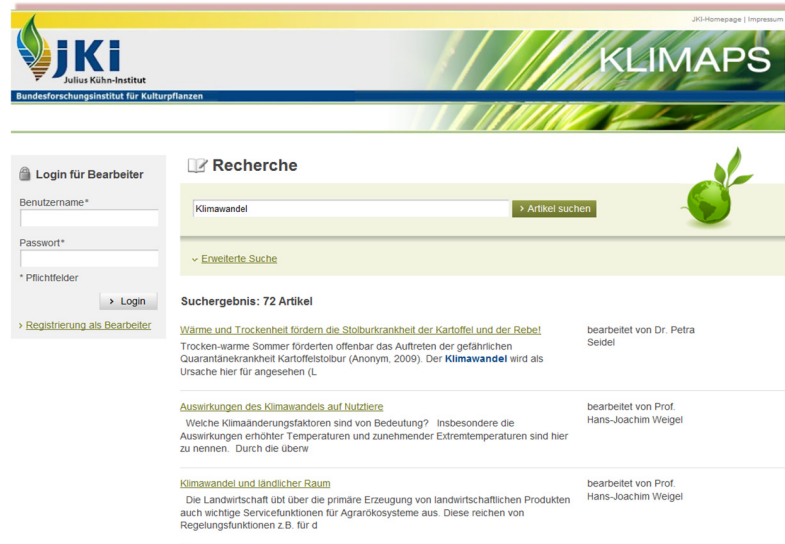 JKI-Homepage | Impressum
jKi
Julius Kühn-Institut
KLIMAPS
Bundesforschungsinstitut für Kulturpflanzen
Login für Bearbeiter
Benutzername*
Passwort*
* Pflichtfelder
› Login
› Registrierung als Bearbeiter
Recherche
Klimawandel
› Artikel suchen
Erweiterte Suche
Suchergebnis: 72 Artikel
Wärme und Trockenheit fördern die Stolburkrankheit der Kartoffel und der Rebe!
Trocken-warme Sommer förderten offenbar das Auftreten der gefährlichen
Quarantänekrankheit Kartoffelstolbur (Anonym, 2009). Der Klimawandel wird als
Ursache hier für angesehen (L
bearbeitet von Dr. Petra
Seidel
Auswirkungen des Klimawandels auf Nutztiere
Welche Klimaänderungsfaktoren sind von Bedeutung? Insbesondere die
Auswirkungen erhöhter Temperaturen und zunehmender Extremtemperaturen sind hier
zu nennen. Durch die überw
bearbeitet von Prof.
Hans-Joachim Weigel
Klimawandel und ländlicher Raum
Die Landwirtschaft übt über die primäre Erzeugung von landwirtschaftlichen Produkten
auch wichtige Servicefunktionen für Agrarökosysteme aus. Diese reichen von
Regelungsfunktionen z.B. für d
bearbeitet von Prof.
Hans-Joachim Weigel